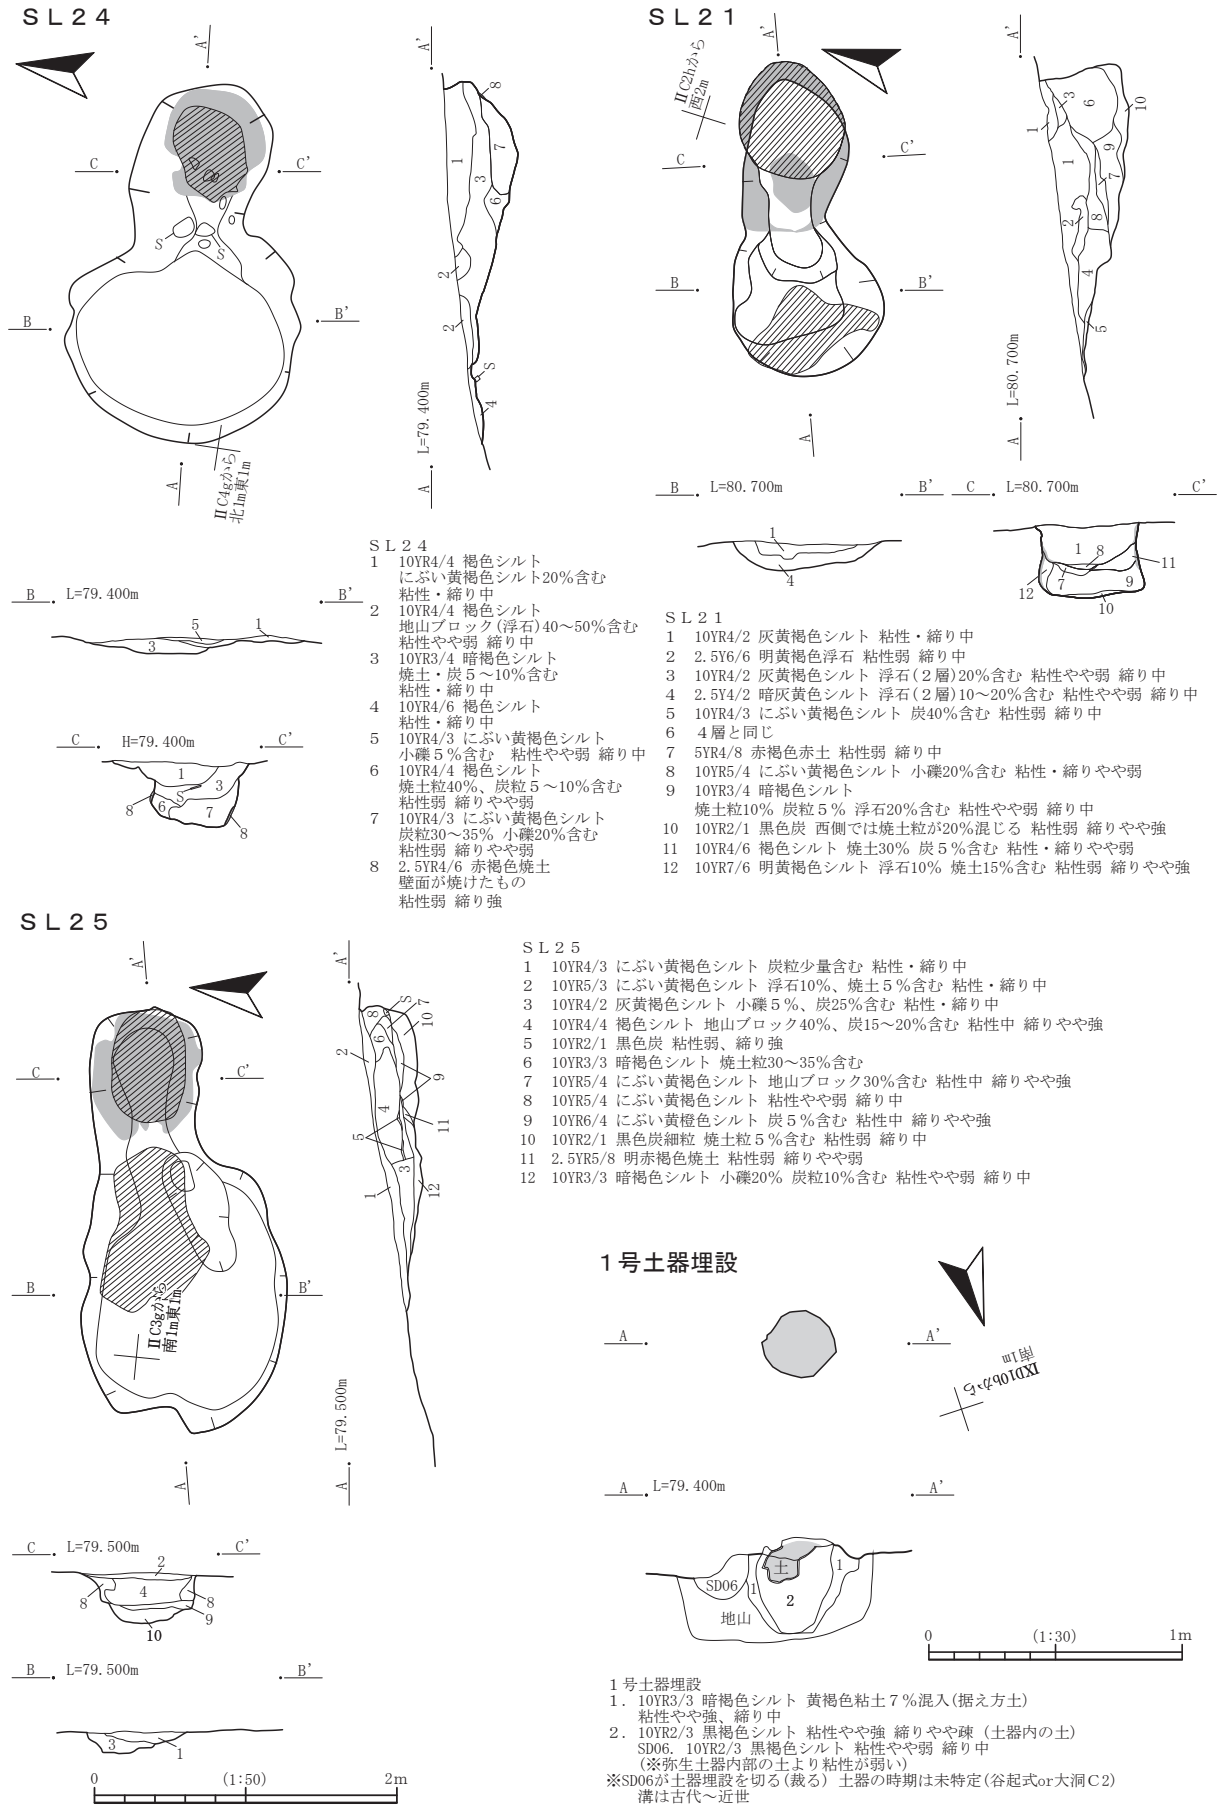 ＳＬ２４
A'
C
C'
S
S
B
B'
A
ⅡC4gから
北1m東1m
A'
8
7
1
3
6
2
2
S
4
L=79.400m
A
B
L=79.400m
B'
5
1
3
C
H=79.400m
C'
1
3
S
8
6
7
8
ＳＬ２４
1 10YR4/4 褐色シルト
にぶい黄褐色シルト20％含む
粘性・締り中
2 10YR4/4 褐色シルト
地山ブロック(浮石)40～50％含む
粘性やや弱 締り中
3 10YR3/4 暗褐色シルト
焼土・炭５～10％含む
粘性・締り中
4 10YR4/6 褐色シルト
粘性・締り中
5 10YR4/3 にぶい黄褐色シルト
小礫５％含む 粘性やや弱 締り中
6 10YR4/4 褐色シルト
焼土粒40％、炭粒５～10％含む
粘性弱 締りやや弱
7 10YR4/3 にぶい黄褐色シルト
炭粒30～35％ 小礫20％含む
粘性弱 締りやや弱
8 2.5YR4/6 赤褐色焼土
壁面が焼けたもの
粘性弱 締り強
ＳＬ２１
A'
ⅡC2hから
西2m
C
C'
B
B'
A
A'
3
6
10
1
1
9
7
2
8
4
5
L=80.700m
A
B
L=80.700m
B'
1
4
C
L=80.700m
C'
1
8
11
7
9
12
10
ＳＬ２１
1 10YR4/2 灰黄褐色シルト 粘性・締り中
2 2.5Y6/6 明黄褐色浮石 粘性弱 締り中
3 10YR4/2 灰黄褐色シルト 浮石(２層)20％含む 粘性やや弱 締り中
4 2.5Y4/2 暗灰黄色シルト 浮石(２層)10～20％含む 粘性やや弱 締り中
5 10YR4/3 にぶい黄褐色シルト 炭40％含む 粘性弱 締り中
6 ４層と同じ
7 5YR4/8 赤褐色赤土 粘性弱 締り中
8 10YR5/4 にぶい黄褐色シルト 小礫20％含む 粘性・締りやや弱
9 10YR3/4 暗褐色シルト
焼土粒10％ 炭粒５％ 浮石20％含む 粘性やや弱 締り中
10 10YR2/1 黒色炭 西側では焼土粒が20％混じる 粘性弱 締りやや強
11 10YR4/6 褐色シルト 焼土30％ 炭５％含む 粘性・締りやや弱
12 10YR7/6 明黄褐色シルト 浮石10％ 焼土15％含む 粘性弱 締りやや強
ＳＬ２５
A'
C
C'
B
B'
ⅡC3gから
南1m東1m
A
A'
S
7
8
10
6
2
9
4
11
5
3
1
12
L=79.500m
A
C
L=79.500m
C'
2
4
8
8
9
10
B
L=79.500m
B'
3
1
0
(1:50)
2m
ＳＬ２５
1 10YR4/3 にぶい黄褐色シルト 炭粒少量含む 粘性・締り中
2 10YR5/3 にぶい黄褐色シルト 浮石10％、焼土５％含む 粘性・締り中
3 10YR4/2 灰黄褐色シルト 小礫５％、炭25％含む 粘性・締り中
4 10YR4/4 褐色シルト 地山ブロック40％、炭15～20％含む 粘性中 締りやや強
5 10YR2/1 黒色炭 粘性弱、締り強
6 10YR3/3 暗褐色シルト 焼土粒30～35％含む
7 10YR5/4 にぶい黄褐色シルト 地山ブロック30％含む 粘性中 締りやや強
8 10YR5/4 にぶい黄褐色シルト 粘性やや弱 締り中
9 10YR6/4 にぶい黄橙色シルト 炭５％含む 粘性中 締りやや強
10 10YR2/1 黒色炭細粒 焼土粒５％含む 粘性弱 締り中
11 2.5YR5/8 明赤褐色焼土 粘性弱 締りやや弱
12 10YR3/3 暗褐色シルト 小礫20％ 炭粒10％含む 粘性やや弱 締り中
１号土器埋設
A
A'
ⅨD10bから
南1m
A
L=79.400m
A'
土
SD06
1
1
2
地山
0
(1:30)
1m
１号土器埋設
１．10YR3/3 暗褐色シルト 黄褐色粘土７％混入(据え方土)
粘性やや強、締り中
２．10YR2/3 黒褐色シルト 粘性やや強 締りやや疎 (土器内の土)
SD06．10YR2/3 黒褐色シルト 粘性やや弱 締り中
(※弥生土器内部の土より粘性が弱い)
※SD06が土器埋設を切る(裁る) 土器の時期は未特定(谷起式or大洞Ｃ2)
溝は古代～近世